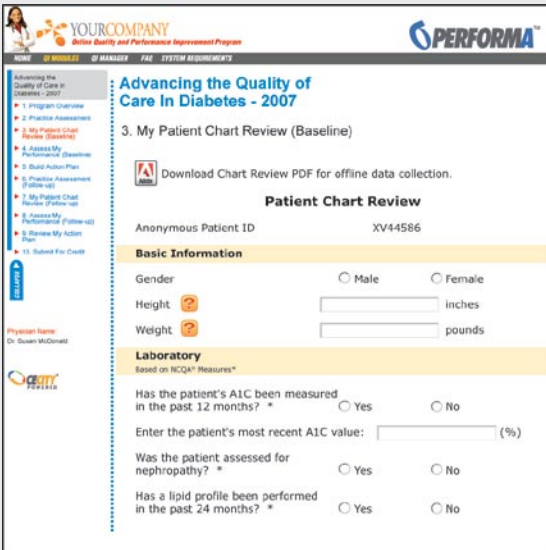 YOURCOMPANY
Online Quality and Performance Improvement Program
PERFORMA™
HOME QI MODULES QI MANAGER FAQ SYSTEM REQUIREMENTS
Advancing the
Quality of Care in
Diabetes - 2007
1. Program Overview
2. Practice Assessment
3. My Patient Chart
Review (Baseline)
4. Assess My
Performance (Baseline)
5. Build Action Plan
6. Practice Assessment
(Follow-up)
7. My Patient Chart
Review (Follow-up)
8. Assess My
Performance (Follow-up)
9. Review My Action
Plan
10. Submit For Credit
COLLAPSE
Physician Name:
Dr. Susan McDonald
CECITY
POWERED
Advancing the Quality of
Care In Diabetes - 2007
3. My Patient Chart Review (Baseline)
Adobe
Download Chart Review PDF for offline data collection.
Patient Chart Review
Anonymous Patient ID XV44586
Basic Information
Gender Male Female
Height ? inches
Weight ? pounds
Laboratory
Based on NCQA® Measures*
Has the patient's A1C been measured
in the past 12 months? * Yes No
Enter the patient's most recent A1C value: (%)
Was the patient assessed for
nephropathy? * Yes No
Has a lipid profile been performed
in the past 24 months? * Yes No